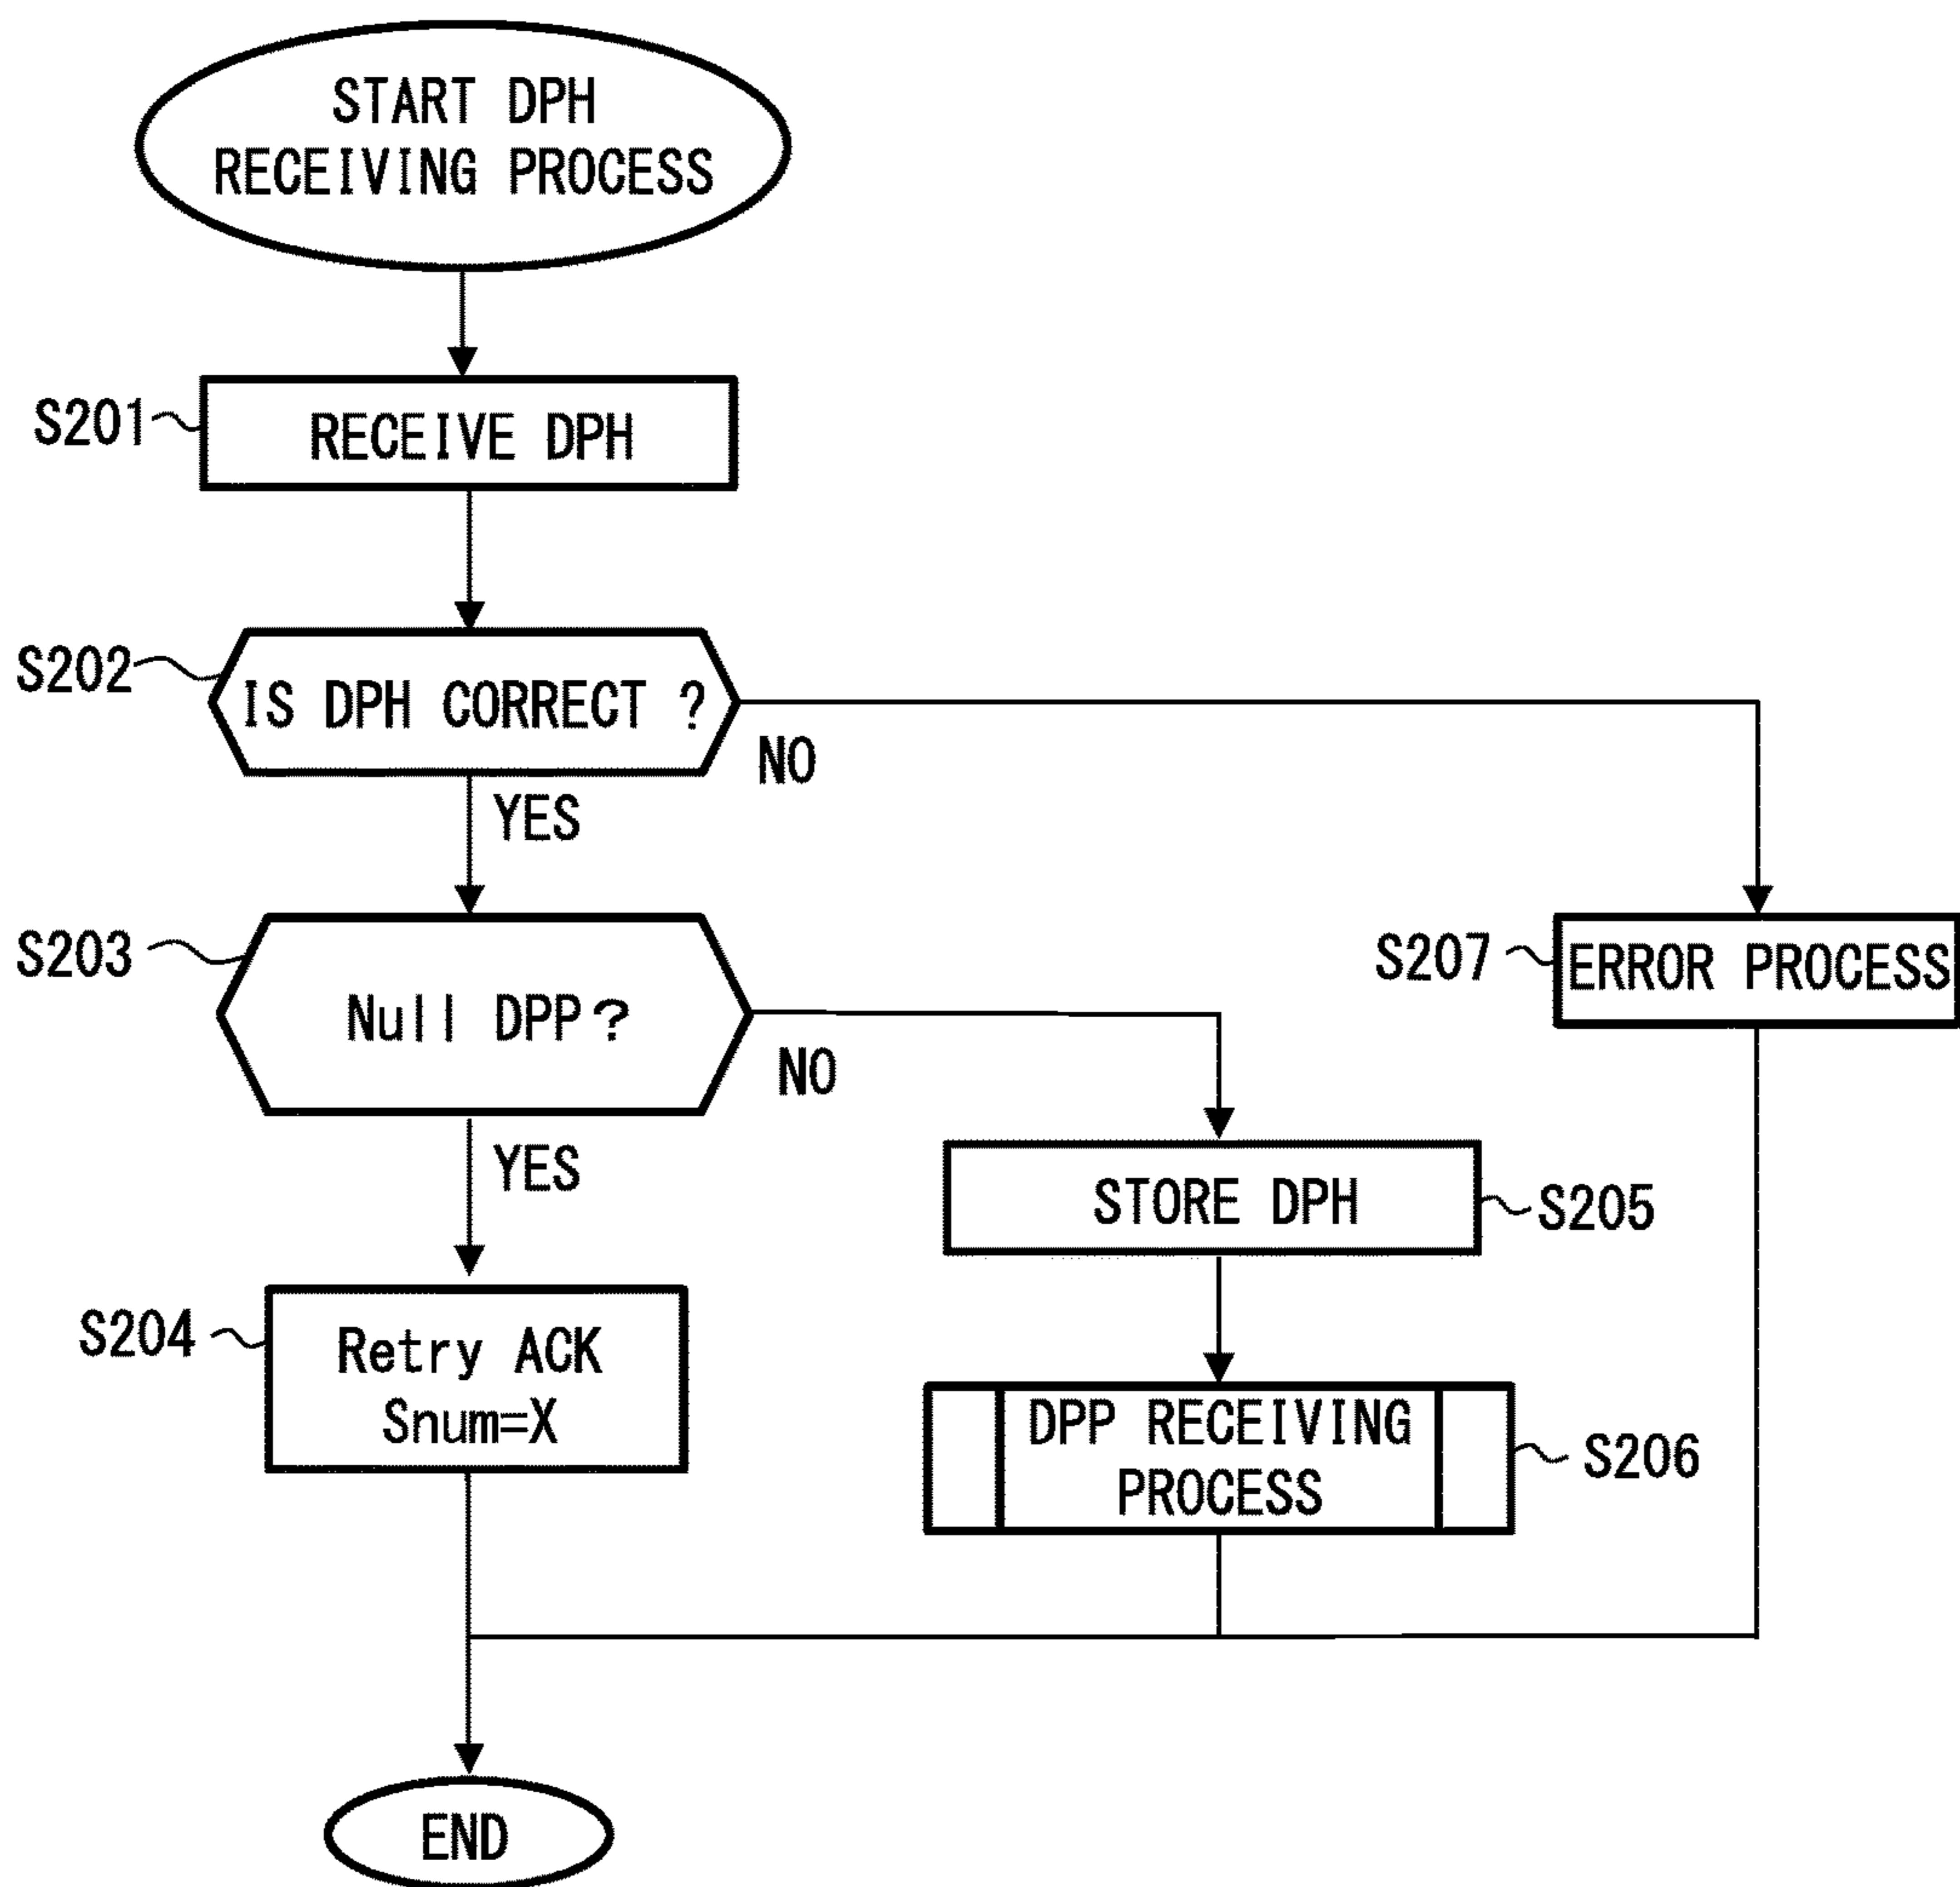 START DPH
RECEIVING PROCESS
S201
RECEIVE DPH
S202
IS DPH CORRECT ?
NO
YES
S203
Null DPP?
NO
S207
ERROR PROCESS
YES
STORE DPH
S205
S204
Retry ACK
Snum=X
DPP RECEIVING
PROCESS
S206
END